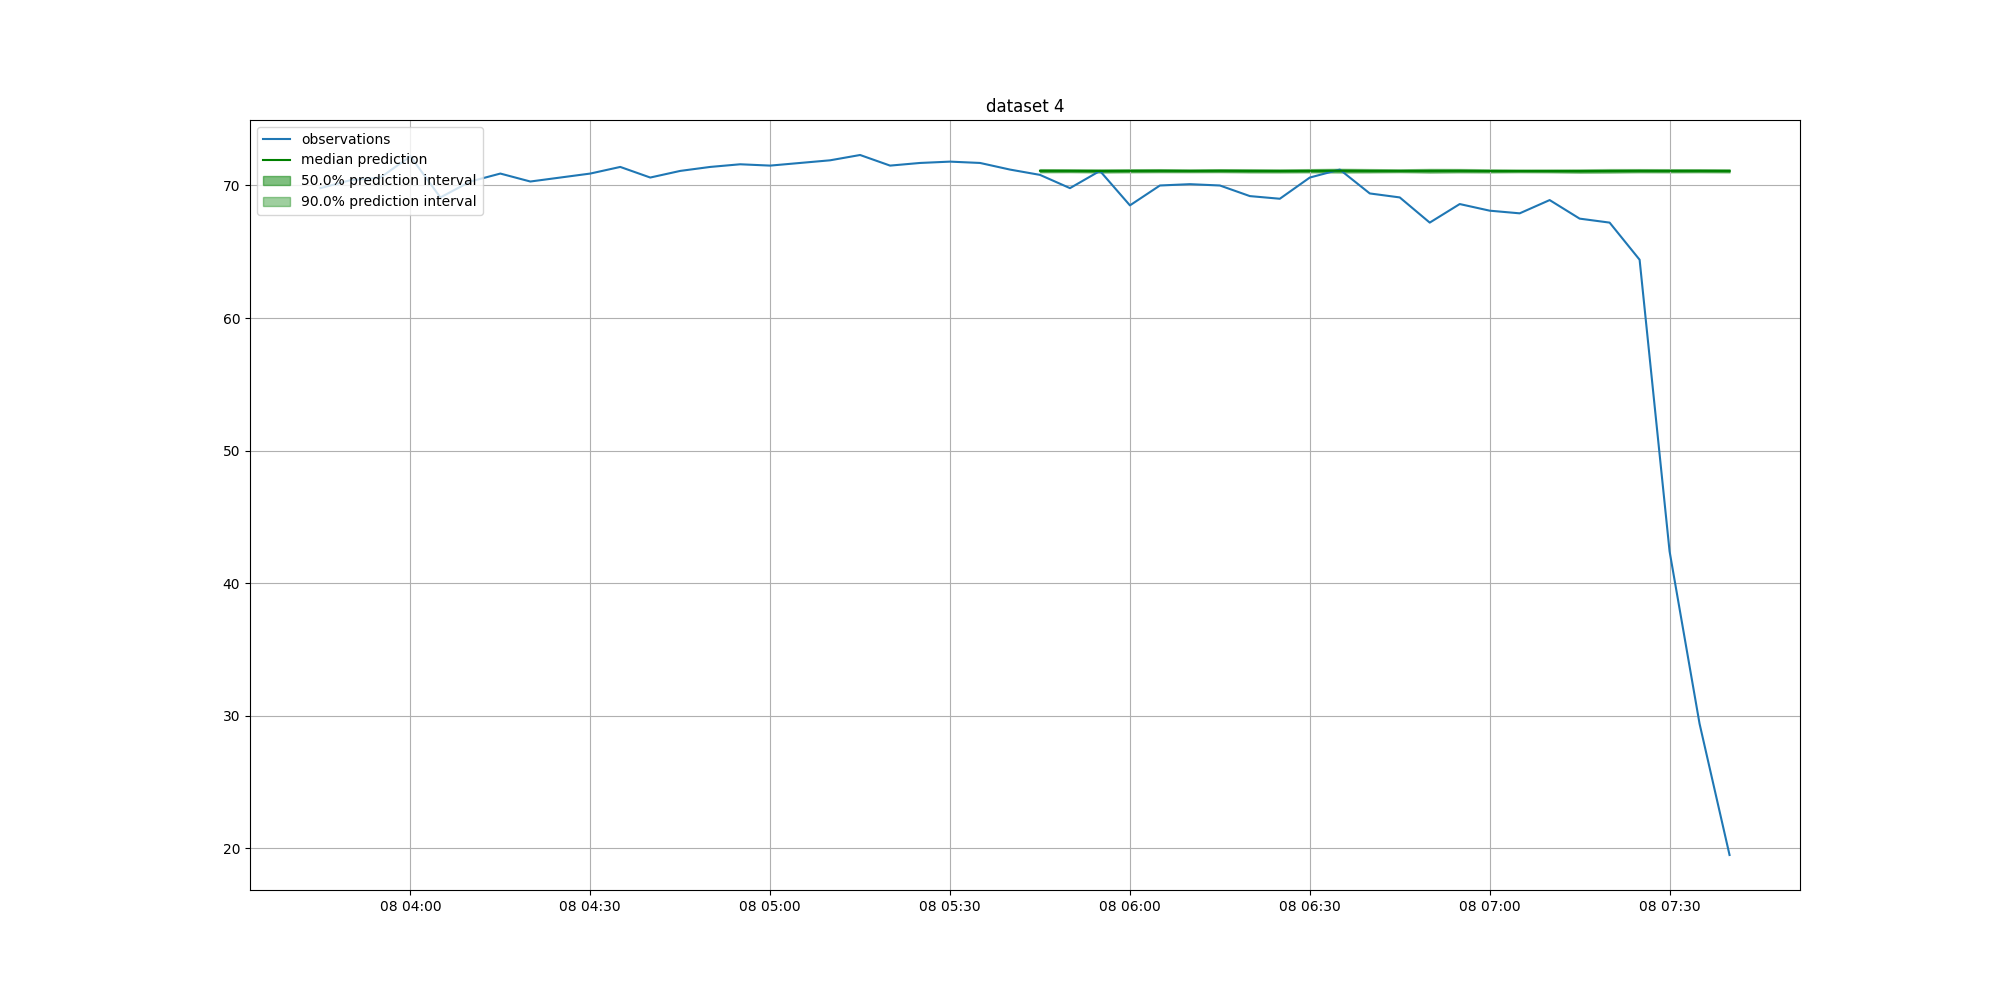 dataset 4
observations
median prediction
50.0% prediction interval
90.0% prediction interval
70
60
50
40
30
20
08 04:00 08 04:30 08 05:00 08 05:30 08 06:00 08 06:30 08 07:00 08 07:30